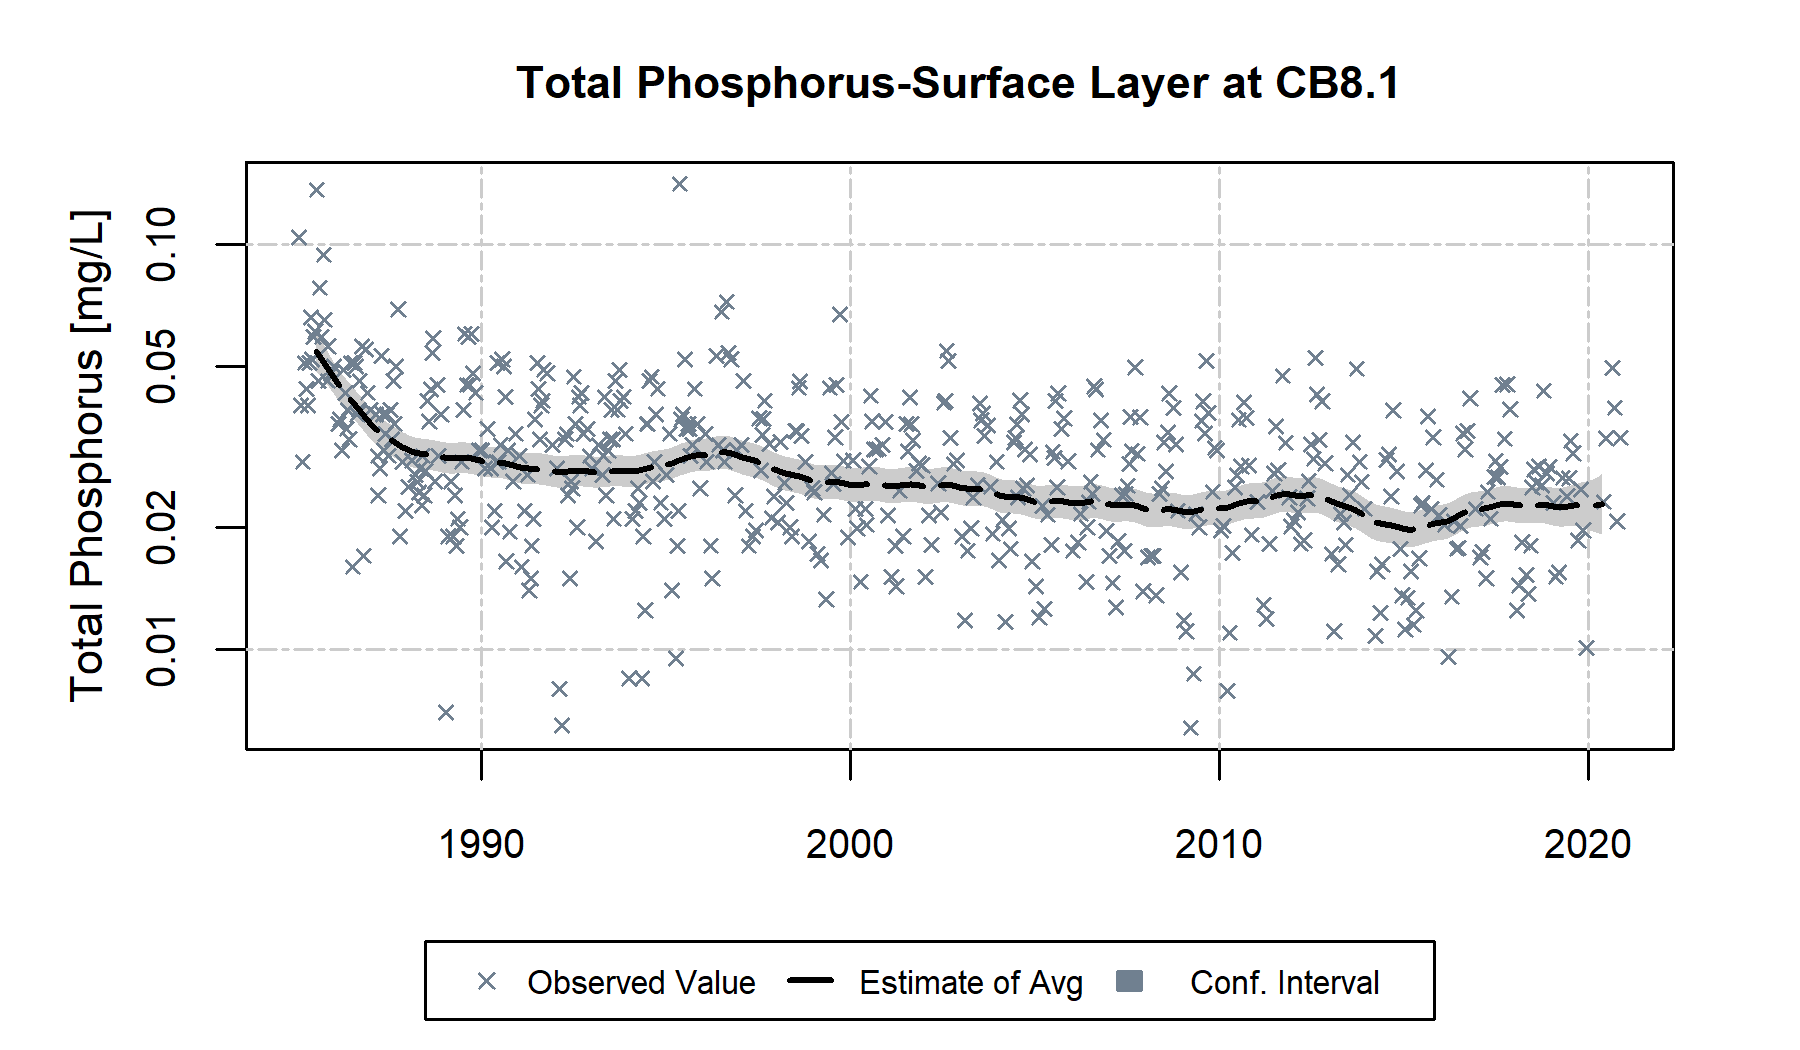 Total Phosphorus-Surface Layer at CB8.1
Total Phosphorus [mg/L]
0.10
0.05
0.02
0.01
1990 2000 2010 2020
Observed Value Estimate of Avg Conf. Interval